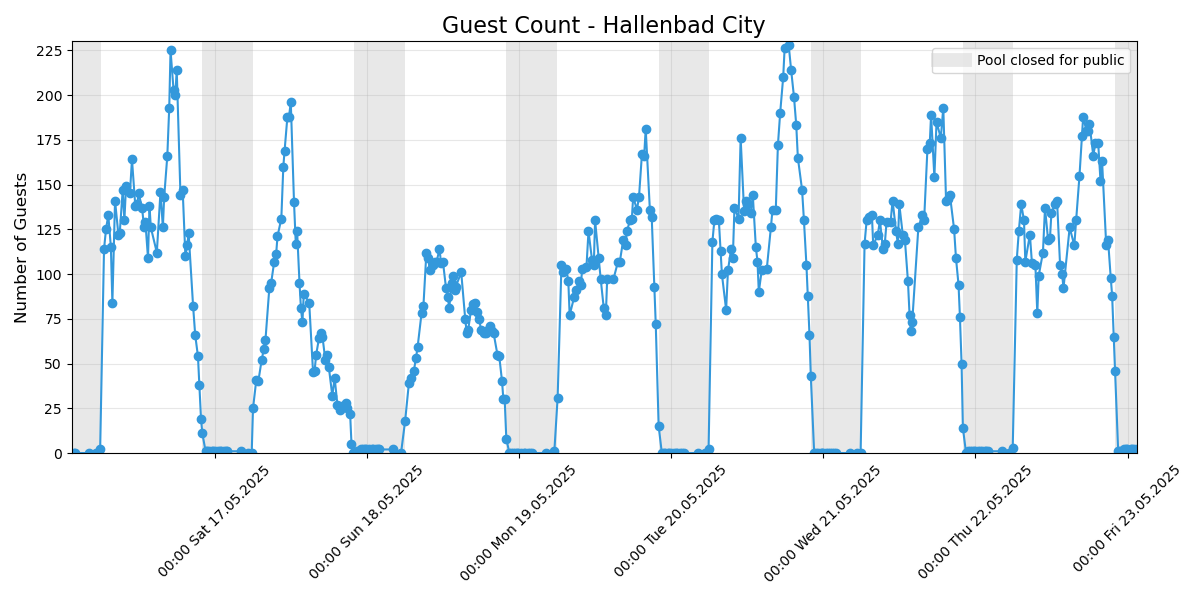 Guest Count - Hallenbad City
Pool closed for public
Number of Guests
225
200
175
150
125
100
75
50
25
0
00:00 Sat 17.05.2025
00:00 Sun 18.05.2025
00:00 Mon 19.05.2025
00:00 Tue 20.05.2025
00:00 Wed 21.05.2025
00:00 Thu 22.05.2025
00:00 Fri 23.05.2025